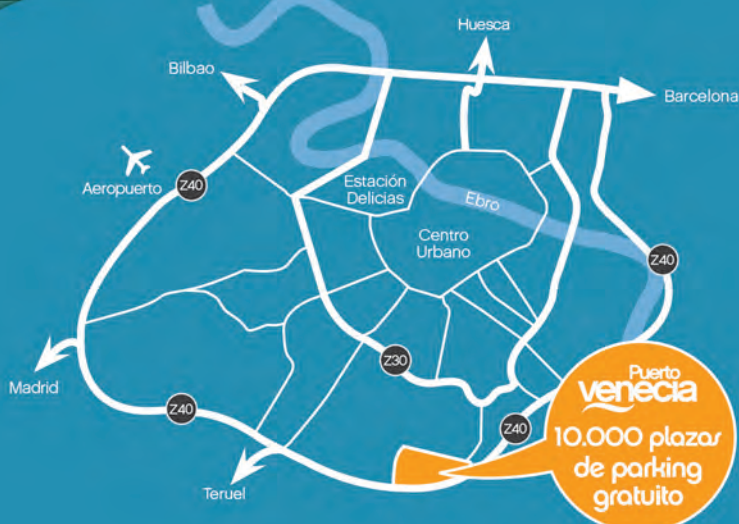 Huesca
Bilbao
Barcelona
Aeropuerto
Z40
Estación
Delicias
Ebro
Centro
Urbano
Z40
Z30
Madrid
Z40
Z40
Teruel
Puerto
venecia
10.000 plazas
de parking
gratuito